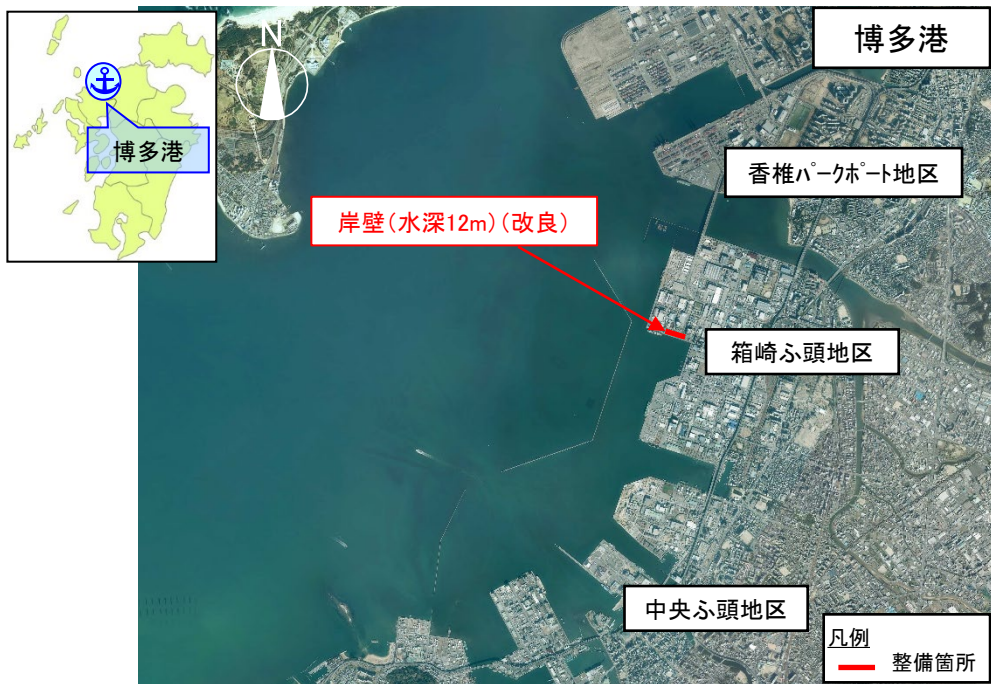 博多港
N
博多港
香椎パークポート地区
岸壁(水深12m)(改良)
箱崎ふ頭地区
中央ふ頭地区
凡例
整備箇所